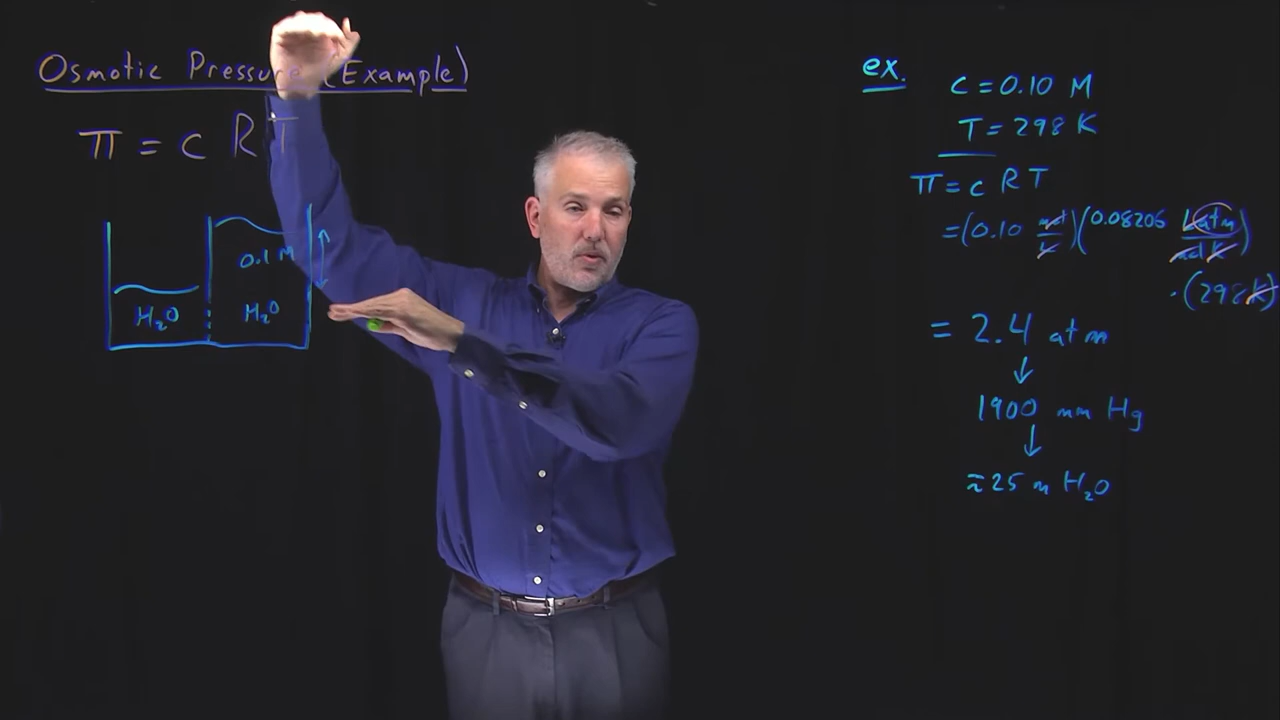 Osmotic Pressure (Example)
π = c R T
0.1 M
H₂O
H₂O
ex.
c = 0.10 M
T = 298 K
π = c R T
= (0.10 mol/L)(0.08206 L atm/mol K)
· (298 K)
= 2.4 atm
↓
1900 mm Hg
↓
≈ 25 m H₂O